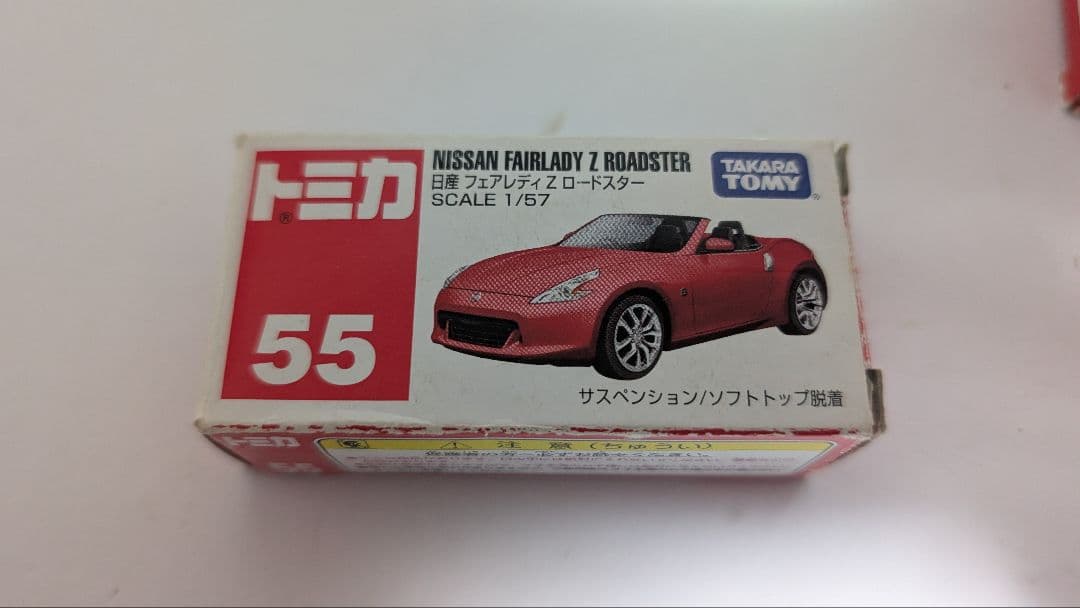 トミカ
®
55
NISSAN FAIRLADY Z ROADSTER
日産 フェアレディ Z ロードスター
SCALE 1/57
TAKARA
TOMY
®
サスペンション/ソフトトップ脱着
トミカ
55
注意(ちゅうい)